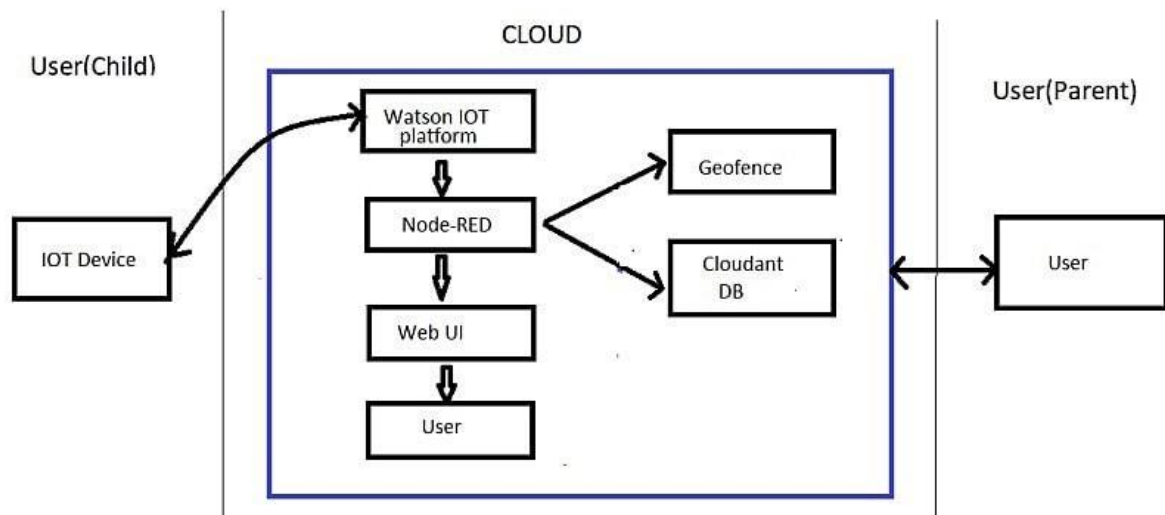 CLOUD
User(Child)
User(Parent)
Watson IOT
platform
Geofence
Node-RED
IOT Device
Cloudant
DB
User
Web UI
User